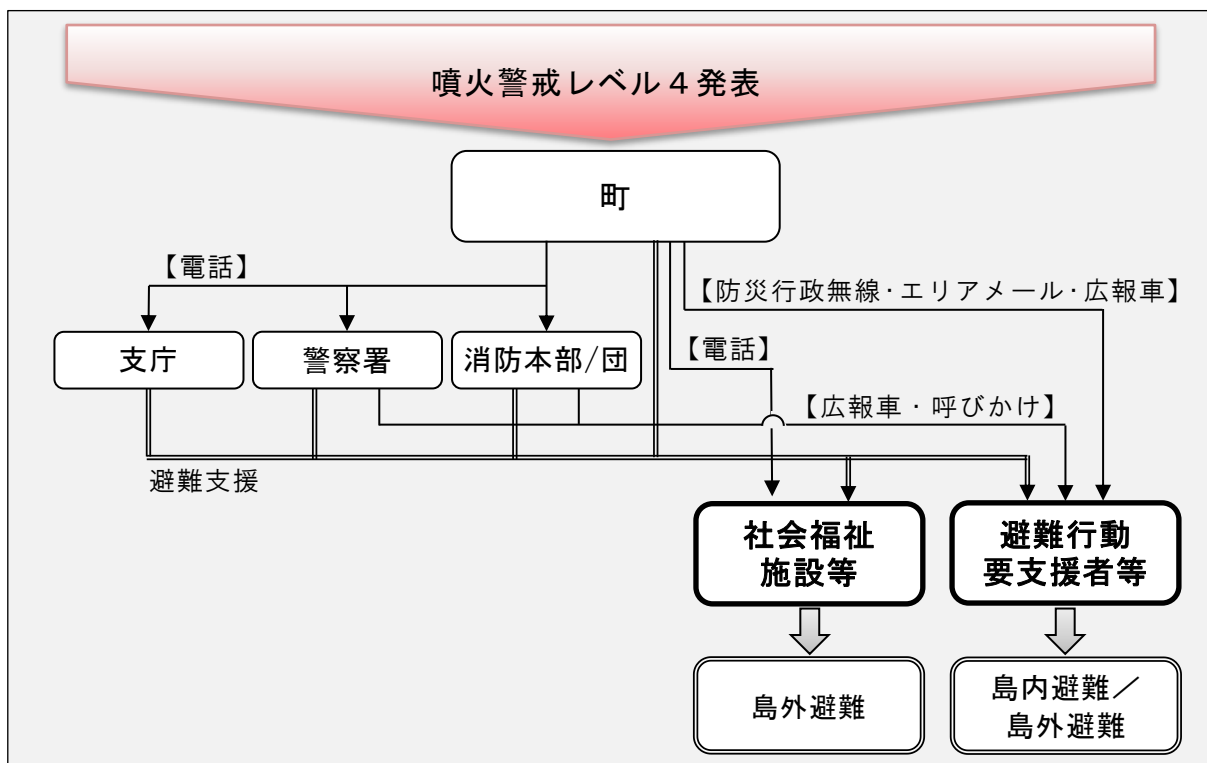 噴火警戒レベル４発表
町
【電話】
【防災行政無線･エリアメール･広報車】
支庁
警察署
消防本部/団
【電話】
【広報車・呼びかけ】
避難支援
社会福祉
施設等
避難行動
要支援者等
島外避難
島内避難／
島外避難